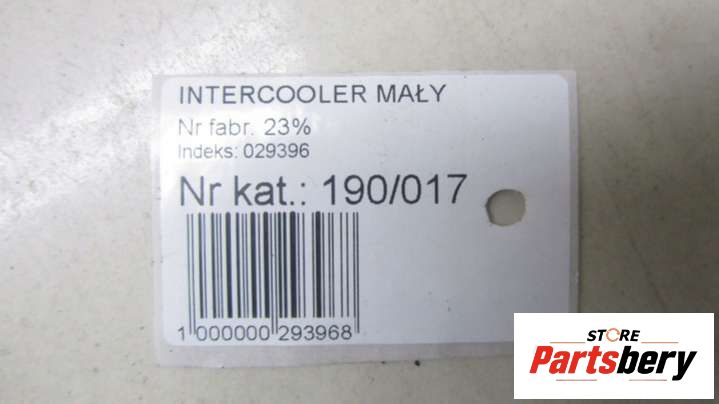 INTERCOOLER MAŁY
Nr fabr. 23%
Indeks: 029396
Nr kat.: 190/017
1 000000 293968
STORE
Partsbery